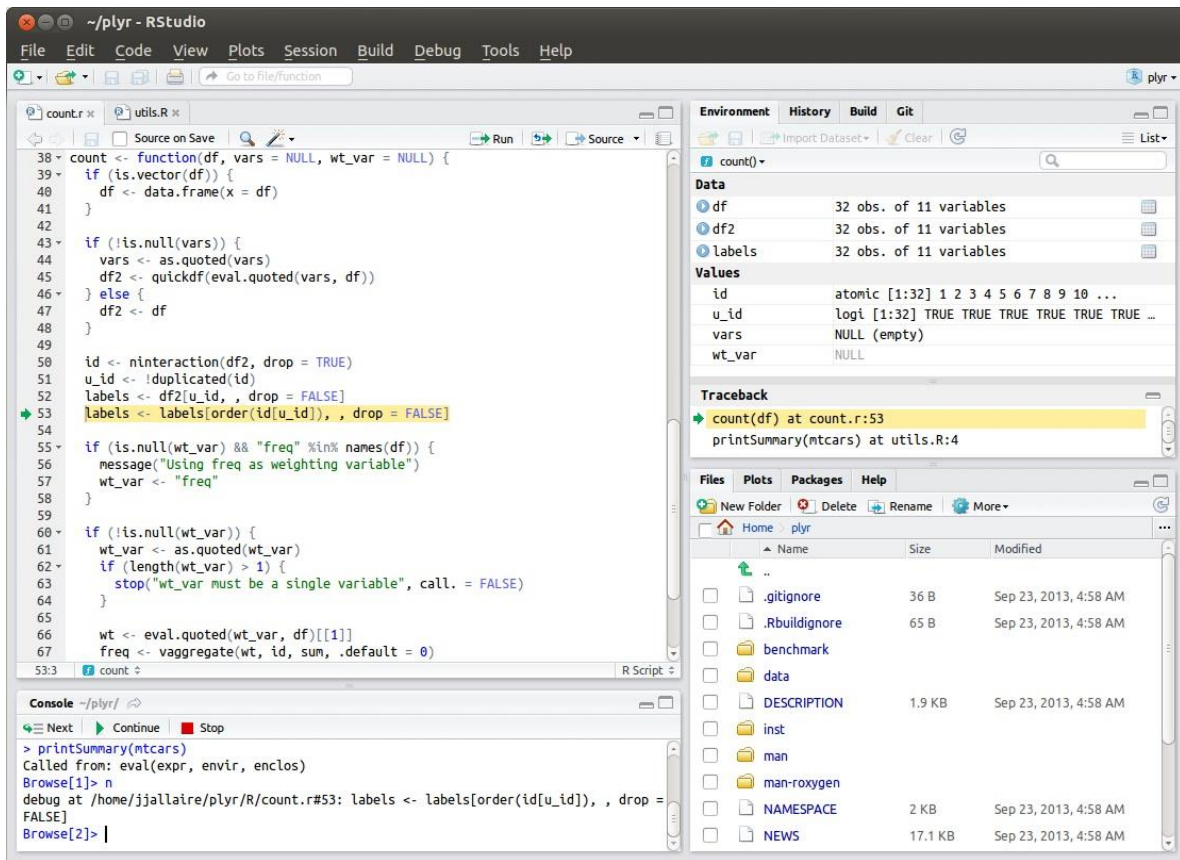 ~/plyr - RStudio
File Edit Code View Plots Session Build Debug Tools Help
Go to file/function
plyr
count.r utils.R
Source on Save Run Source
38 count <- function(df, vars = NULL, wt_var = NULL) {
39   if (is.vector(df)) {
40     df <- data.frame(x = df)
41   }
42
43   if (!is.null(vars)) {
44     vars <- as.quoted(vars)
45     df2 <- quickdf(eval.quoted(vars, df))
46   } else {
47     df2 <- df
48   }
49
50   id <- ninteraction(df2, drop = TRUE)
51   u_id <- !duplicated(id)
52   labels <- df2[u_id, , drop = FALSE]
53   labels <- labels[order(id[u_id]), , drop = FALSE]
54
55   if (is.null(wt_var) && "freq" %in% names(df)) {
56     message("Using freq as weighting variable")
57     wt_var <- "freq"
58   }
59
60   if (!is.null(wt_var)) {
61     wt_var <- as.quoted(wt_var)
62     if (length(wt_var) > 1) {
63       stop("wt_var must be a single variable", call. = FALSE)
64     }
65
66     wt <- eval.quoted(wt_var, df)[[1]]
67     freq <- vaggregate(wt, id, sum, .default = 0)
53:3 count R Script
Console ~/plyr/
Next Continue Stop
> printSummary(mtcars)
Called from: eval(expr, envir, enclos)
Browse[1]> n
debug at /home/jjallaire/plyr/R/count.r#53: labels <- labels[order(id[u_id]), , drop =
FALSE]
Browse[2]>
Environment History Build Git
Import Dataset Clear List
count()
Data
df 32 obs. of 11 variables
df2 32 obs. of 11 variables
labels 32 obs. of 11 variables
Values
id atomic [1:32] 1 2 3 4 5 6 7 8 9 10 ...
u_id logi [1:32] TRUE TRUE TRUE TRUE TRUE TRUE …
vars NULL (empty)
wt_var NULL
Traceback
count(df) at count.r:53
printSummary(mtcars) at utils.R:4
Files Plots Packages Help
New Folder Delete Rename More
Home plyr ...
Name Size Modified
..
.gitignore 36 B Sep 23, 2013, 4:58 AM
.Rbuildignore 65 B Sep 23, 2013, 4:58 AM
benchmark
data
DESCRIPTION 1.9 KB Sep 23, 2013, 4:58 AM
inst
man
man-roxygen
NAMESPACE 2 KB Sep 23, 2013, 4:58 AM
NEWS 17.1 KB Sep 23, 2013, 4:58 AM